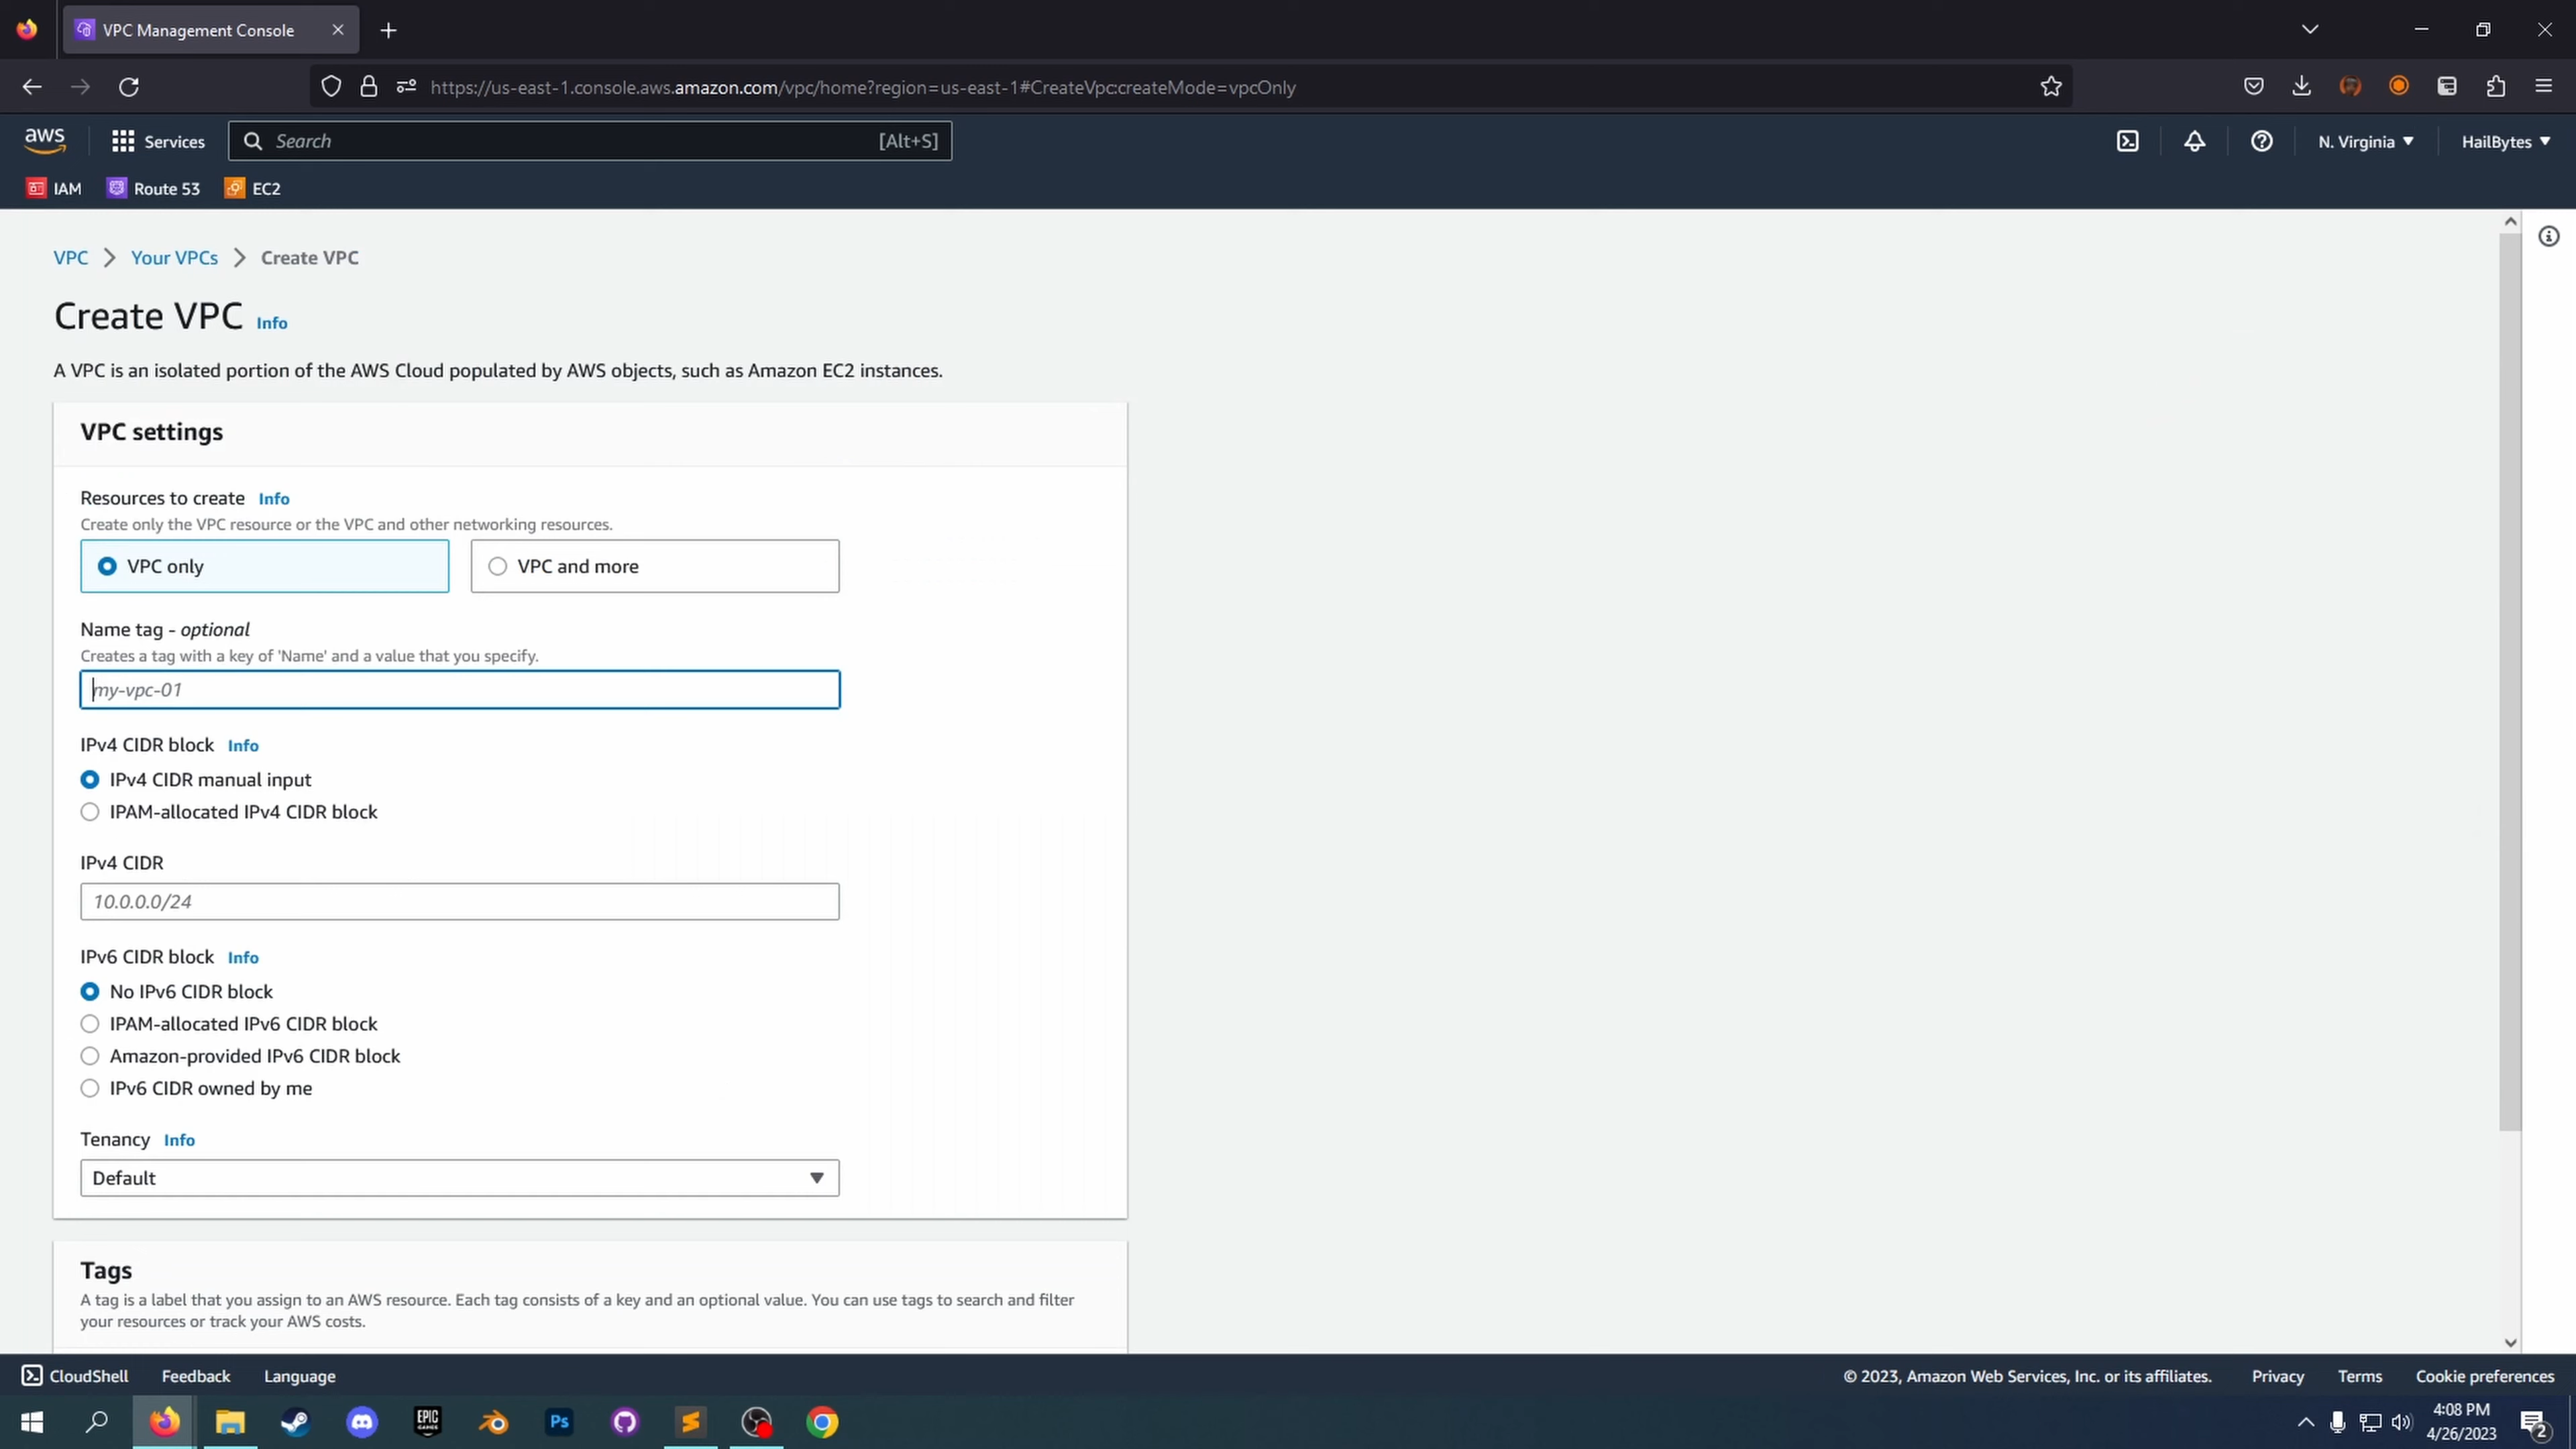 VPC Management Console
https://us-east-1.console.aws.amazon.com/vpc/home?region=us-east-1#CreateVpc:createMode=vpcOnly
aws
Services
Search
[Alt+S]
N. Virginia
HailBytes
IAM
Route 53
EC2
VPC
Your VPCs
Create VPC
Create VPC Info
A VPC is an isolated portion of the AWS Cloud populated by AWS objects, such as Amazon EC2 instances.
VPC settings
Resources to create Info
Create only the VPC resource or the VPC and other networking resources.
VPC only
VPC and more
Name tag - optional
Creates a tag with a key of 'Name' and a value that you specify.
my-vpc-01
IPv4 CIDR block Info
IPv4 CIDR manual input
IPAM-allocated IPv4 CIDR block
IPv4 CIDR
10.0.0.0/24
IPv6 CIDR block Info
No IPv6 CIDR block
IPAM-allocated IPv6 CIDR block
Amazon-provided IPv6 CIDR block
IPv6 CIDR owned by me
Tenancy Info
Default
Tags
A tag is a label that you assign to an AWS resource. Each tag consists of a key and an optional value. You can use tags to search and filter
your resources or track your AWS costs.
CloudShell
Feedback
Language
© 2023, Amazon Web Services, Inc. or its affiliates.
Privacy
Terms
Cookie preferences
EPIC
GAMES
Ps
4:08 PM
4/26/2023
2